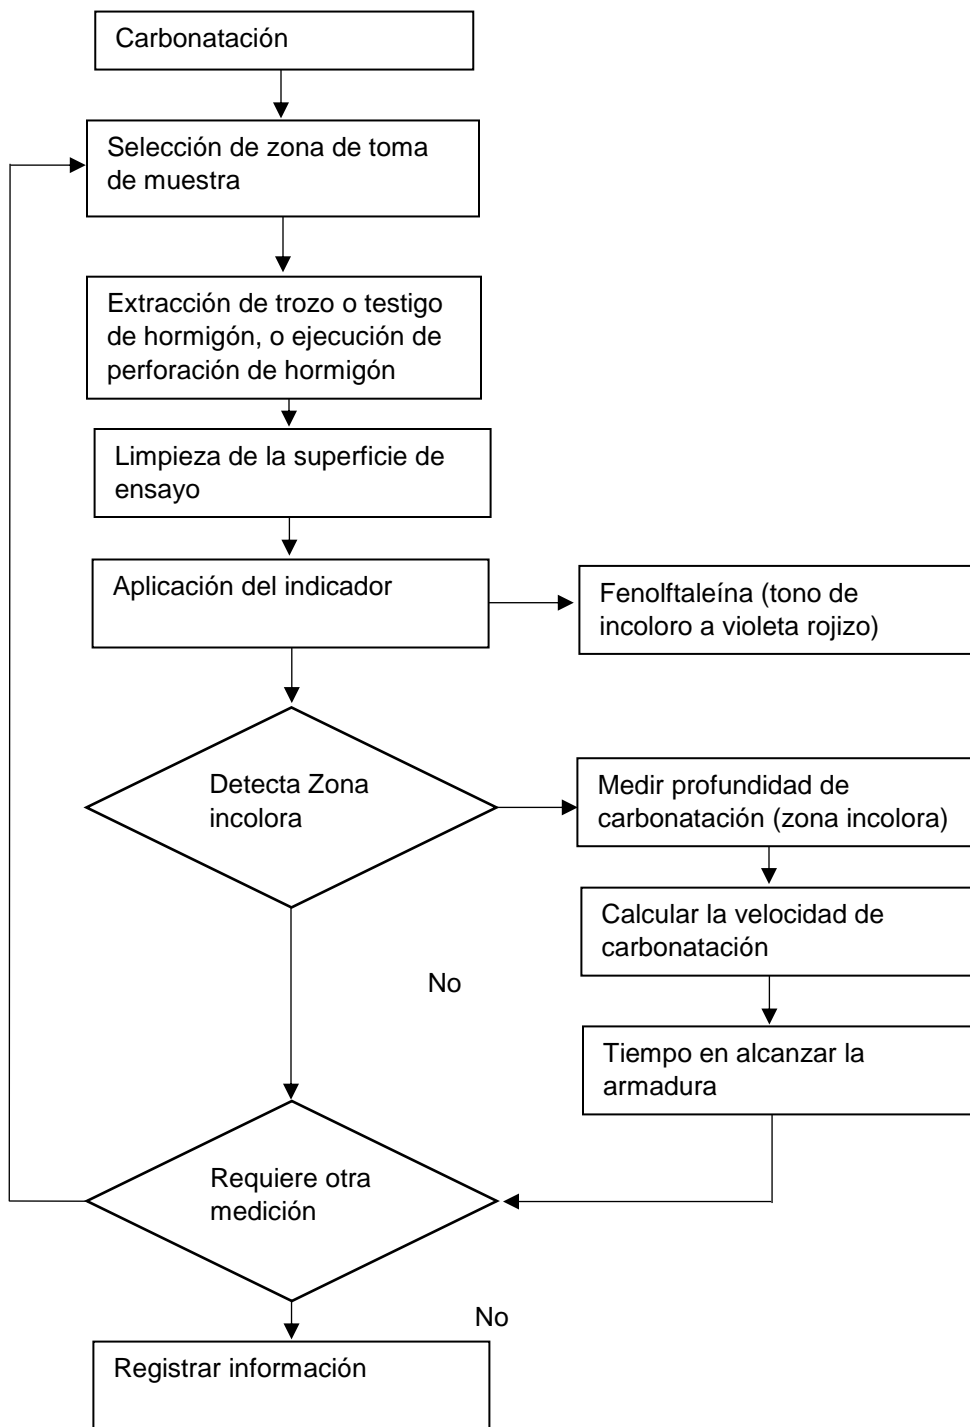 Carbonatación
Selección de zona de toma
de muestra
Extracción de trozo o testigo
de hormigón, o ejecución de
perforación de hormigón
Limpieza de la superficie de
ensayo
Aplicación del indicador
Fenolftaleína (tono de
incoloro a violeta rojizo)
Detecta Zona
incolora
Medir profundidad de
carbonatación (zona incolora)
Calcular la velocidad de
carbonatación
No
Tiempo en alcanzar la
armadura
Requiere otra
medición
No
Registrar información